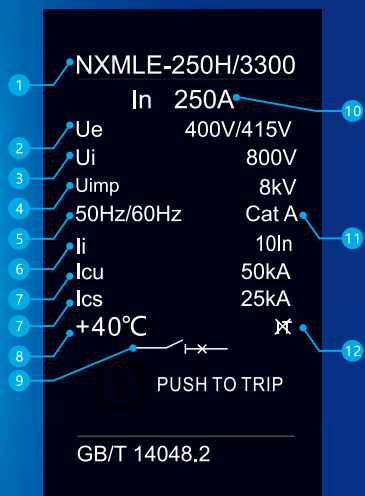 1 NXMLE-250H/3300
In 250A 10
2 Ue 400V/415V
3 Ui 800V
4 Uimp 8kV
5 50Hz/60Hz Cat A 11
6 Ii 10In
7 Icu 50kA
7 Ics 25kA
8 +40℃ 12
9
PUSH TO TRIP
GB/T 14048.2